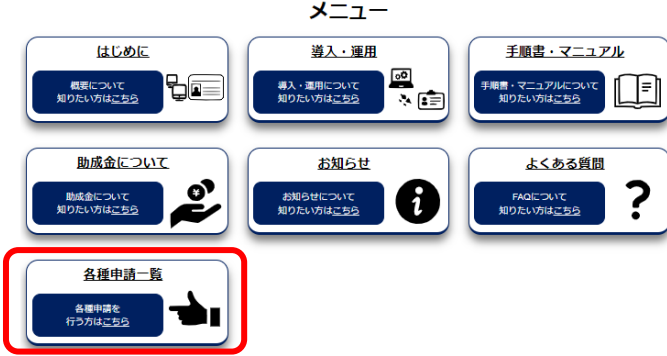 メニュー
はじめに
概要について
知りたい方はこちら
導入・運用
導入・運用について
知りたい方はこちら
手順書・マニュアル
手順書・マニュアルについて
知りたい方はこちら
助成金について
助成金について
知りたい方はこちら
¥
お知らせ
お知らせについて
知りたい方はこちら
i
よくある質問
FAQについて
知りたい方はこちら
?
各種申請一覧
各種申請を
行う方はこちら